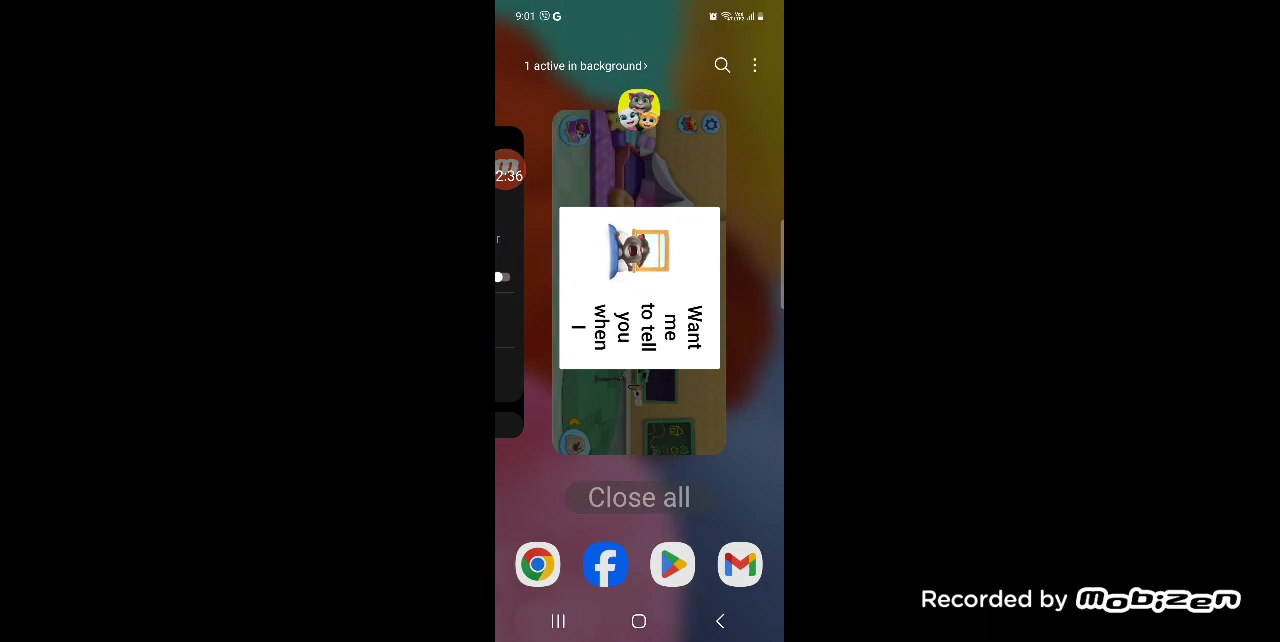 9:01
1 active in background
2:36
r
Want
me
to tell
you
when
I
Close all
Recorded by mobizen